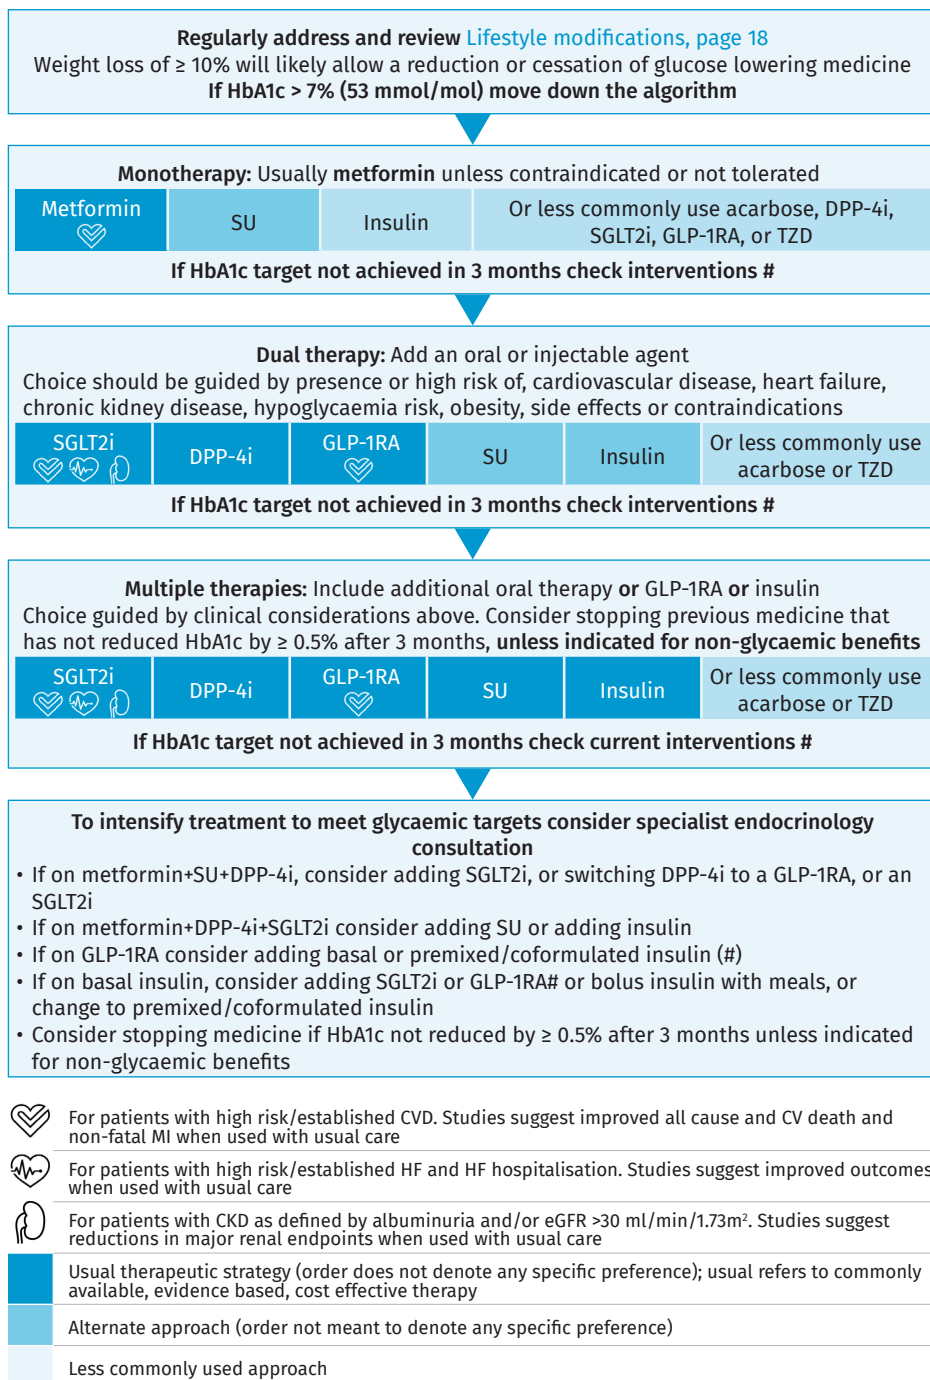 Regularly address and review Lifestyle modifications, page 18
Weight loss of ≥ 10% will likely allow a reduction or cessation of glucose lowering medicine
If HbA1c > 7% (53 mmol/mol) move down the algorithm
Monotherapy: Usually metformin unless contraindicated or not tolerated
Metformin
SU
Insulin
Or less commonly use acarbose, DPP-4i,
SGLT2i, GLP-1RA, or TZD
If HbA1c target not achieved in 3 months check interventions #
Dual therapy: Add an oral or injectable agent
Choice should be guided by presence or high risk of, cardiovascular disease, heart failure,
chronic kidney disease, hypoglycaemia risk, obesity, side effects or contraindications
SGLT2i
DPP-4i
GLP-1RA
SU
Insulin
Or less commonly use
acarbose or TZD
If HbA1c target not achieved in 3 months check interventions #
Multiple therapies: Include additional oral therapy or GLP-1RA or insulin
Choice guided by clinical considerations above. Consider stopping previous medicine that
has not reduced HbA1c by ≥ 0.5% after 3 months, unless indicated for non-glycaemic benefits
SGLT2i
DPP-4i
GLP-1RA
SU
Insulin
Or less commonly use
acarbose or TZD
If HbA1c target not achieved in 3 months check current interventions #
To intensify treatment to meet glycaemic targets consider specialist endocrinology
consultation
• If on metformin+SU+DPP-4i, consider adding SGLT2i, or switching DPP-4i to a GLP-1RA, or an
SGLT2i
• If on metformin+DPP-4i+SGLT2i consider adding SU or adding insulin
• If on GLP-1RA consider adding basal or premixed/coformulated insulin (#)
• If on basal insulin, consider adding SGLT2i or GLP-1RA# or bolus insulin with meals, or
change to premixed/coformulated insulin
• Consider stopping medicine if HbA1c not reduced by ≥ 0.5% after 3 months unless indicated
for non-glycaemic benefits
For patients with high risk/established CVD. Studies suggest improved all cause and CV death and
non-fatal MI when used with usual care
For patients with high risk/established HF and HF hospitalisation. Studies suggest improved outcomes
when used with usual care
For patients with CKD as defined by albuminuria and/or eGFR >30 ml/min/1.73m². Studies suggest
reductions in major renal endpoints when used with usual care
Usual therapeutic strategy (order does not denote any specific preference); usual refers to commonly
available, evidence based, cost effective therapy
Alternate approach (order not meant to denote any specific preference)
Less commonly used approach